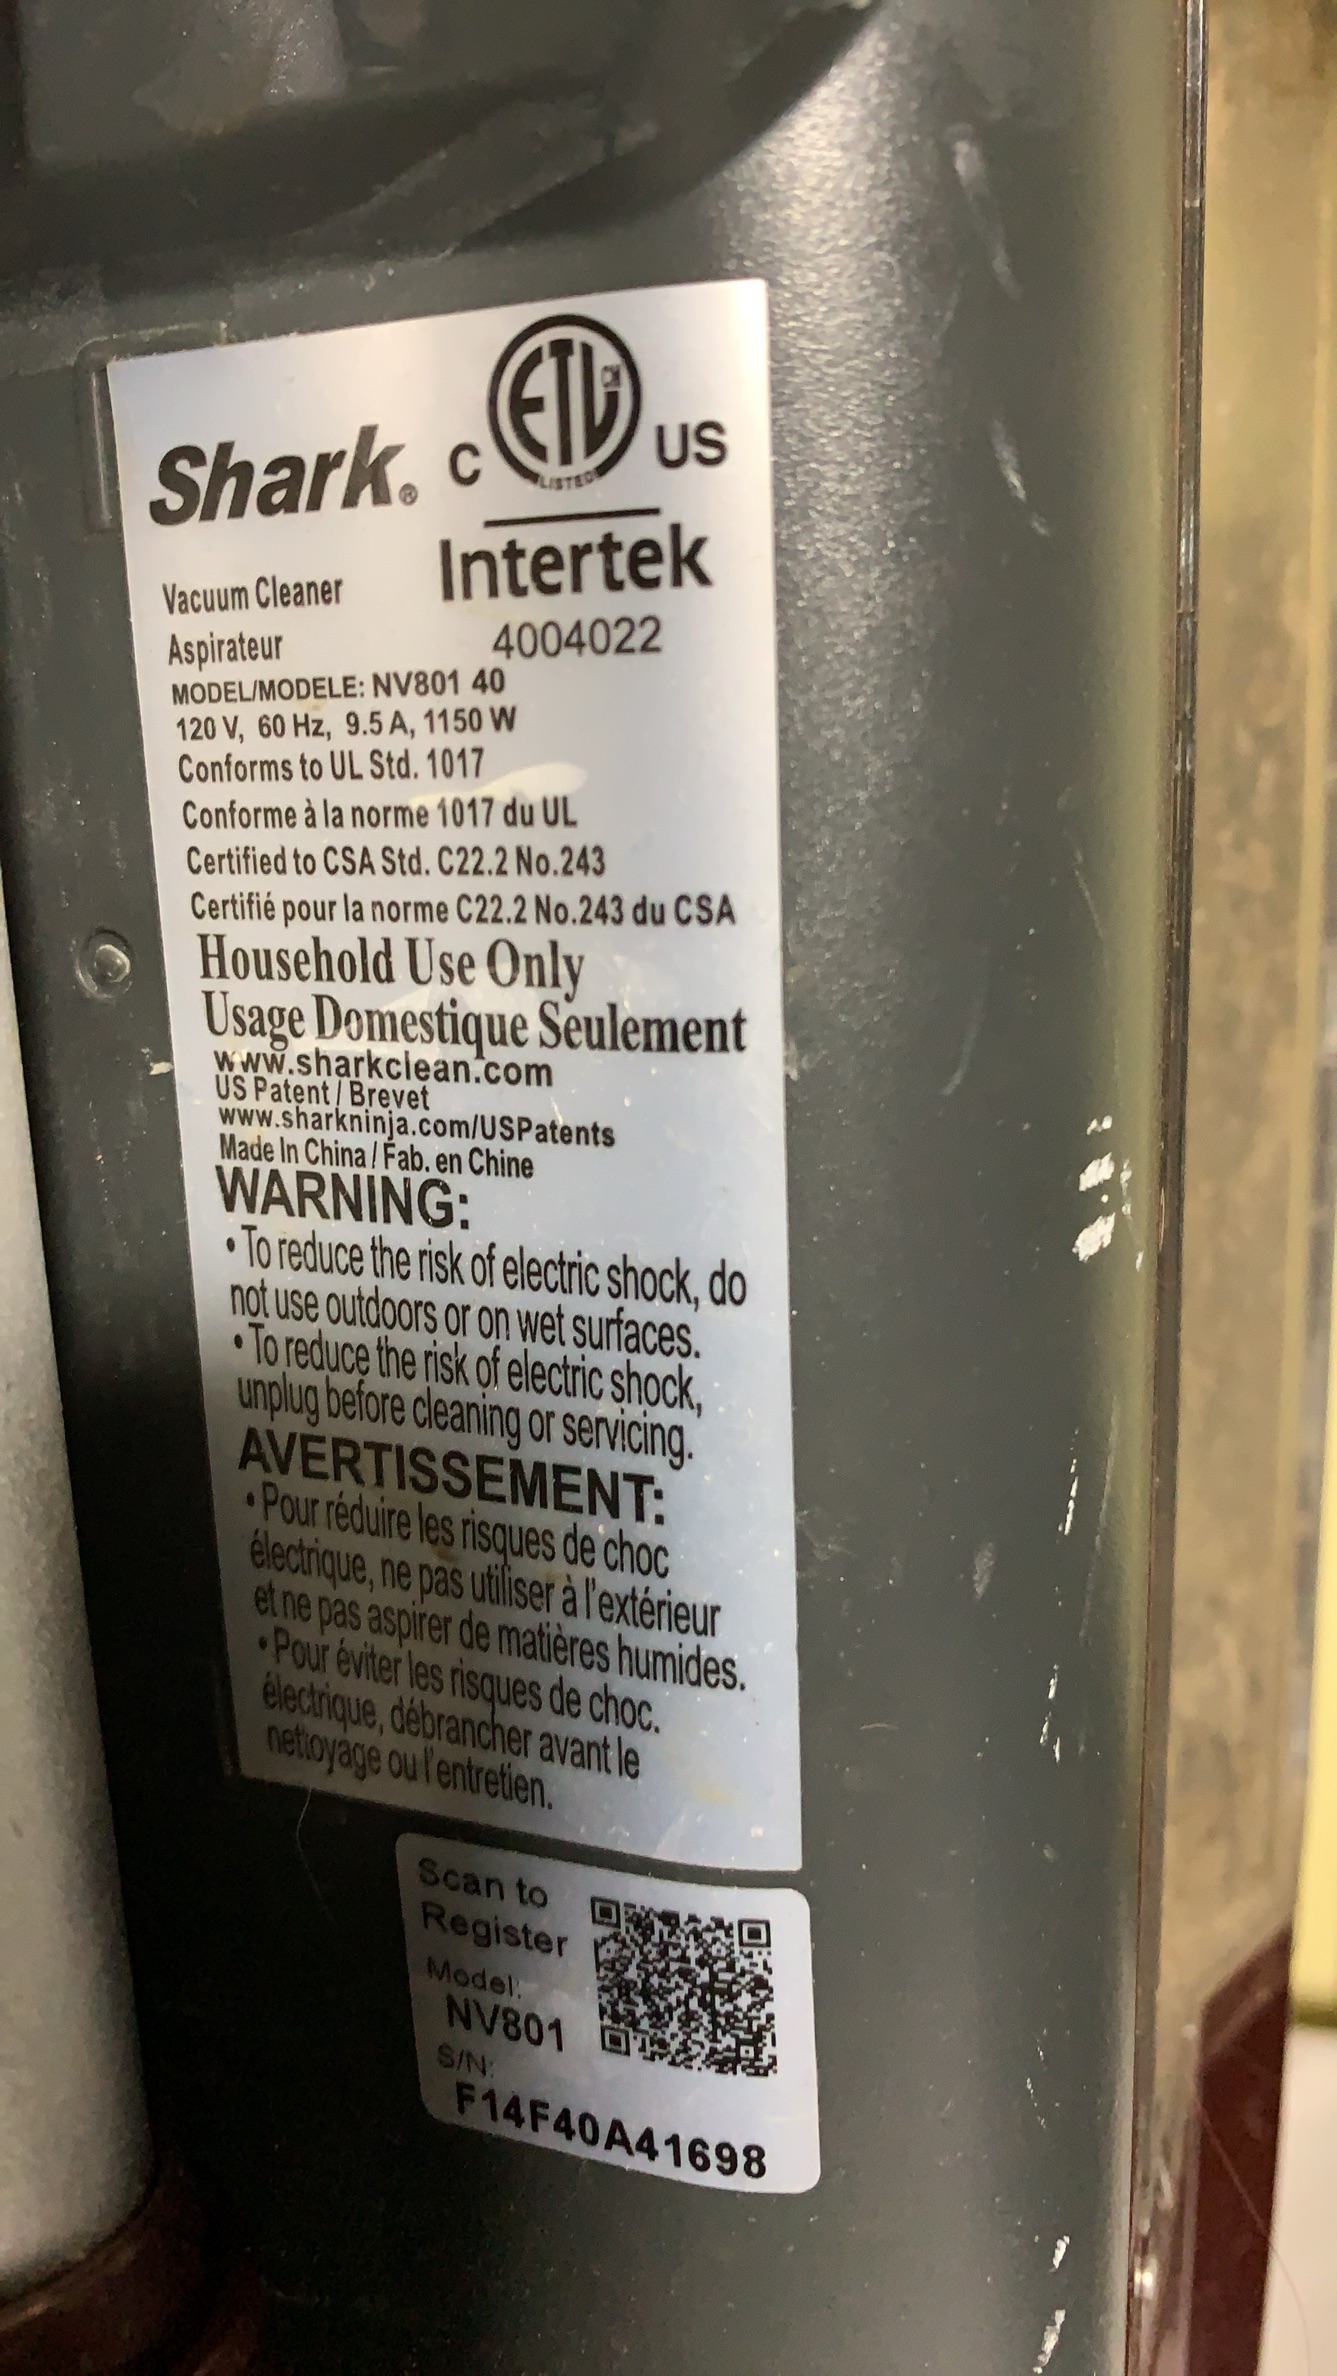 Shark®
C ETL CM LISTED US
Intertek
4004022
Vacuum Cleaner
Aspirateur
MODEL/MODELE: NV801 40
120 V, 60 Hz, 9.5 A, 1150 W
Conforms to UL Std. 1017
Conforme à la norme 1017 du UL
Certified to CSA Std. C22.2 No.243
Certifié pour la norme C22.2 No.243 du CSA
Household Use Only
Usage Domestique Seulement
www.sharkclean.com
US Patent / Brevet
www.sharkninja.com/USPatents
Made In China / Fab. en Chine
WARNING:
• To reduce the risk of electric shock, do
not use outdoors or on wet surfaces.
• To reduce the risk of electric shock,
unplug before cleaning or servicing.
AVERTISSEMENT:
• Pour réduire les risques de choc
électrique, ne pas utiliser à l'extérieur
et ne pas aspirer de matières humides.
• Pour éviter les risques de choc.
électrique, débrancher avant le
nettoyage ou l'entretien.
Scan to
Register
Model:
NV801
S/N:
F14F40A41698